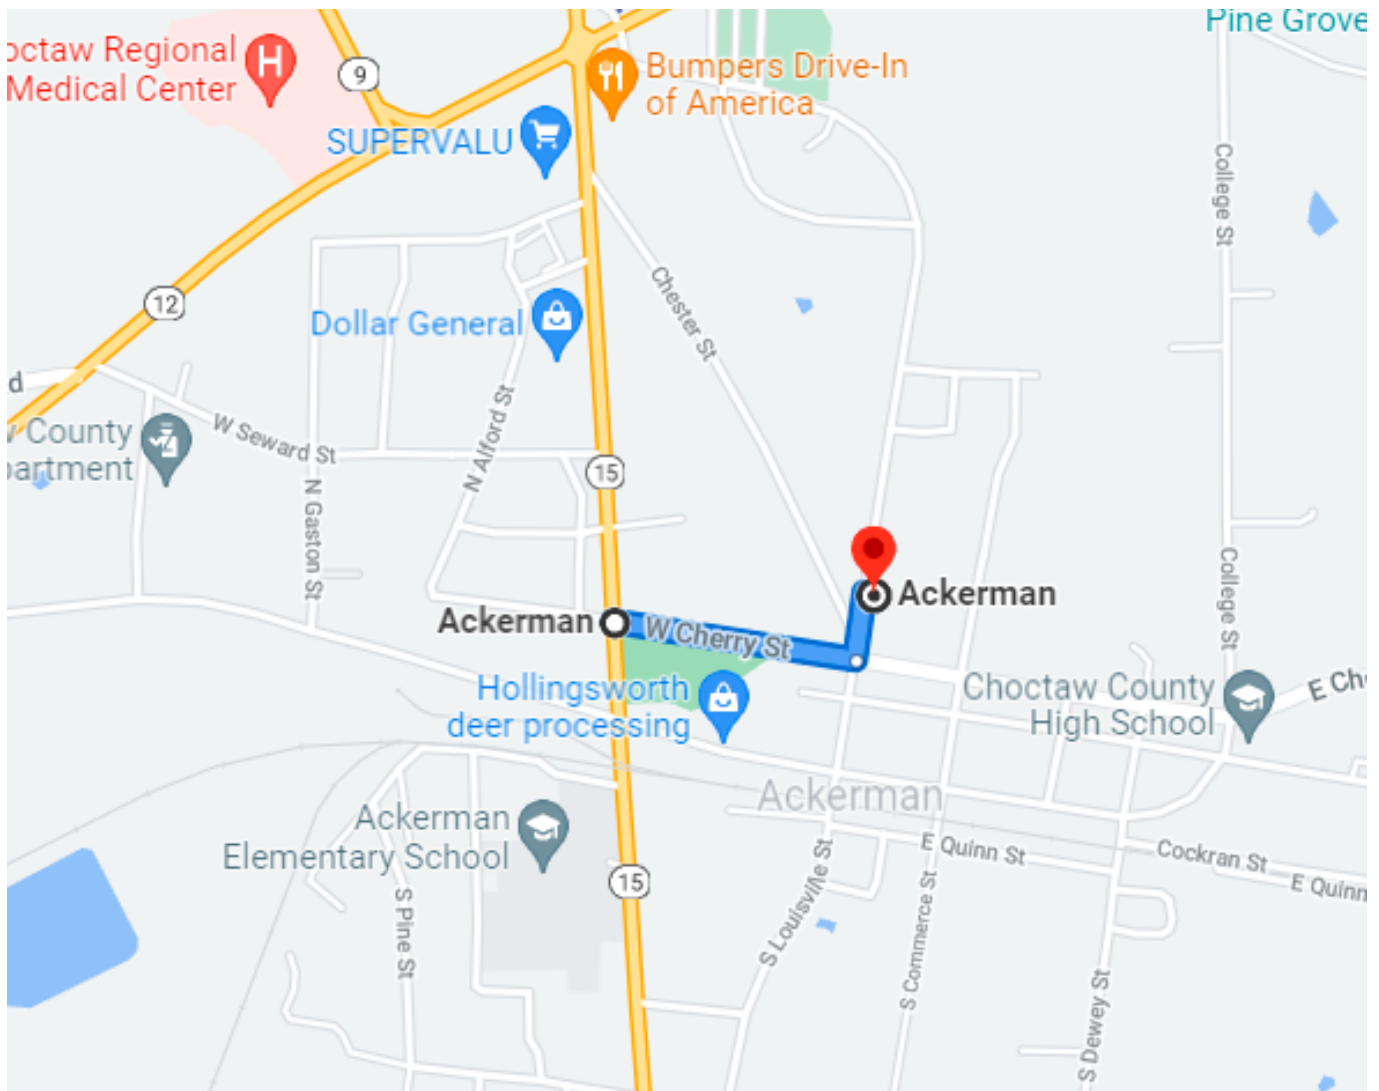 Pine Grove
octaw Regional
Medical Center
H
9
Bumpers Drive-In
of America
SUPERVALU
College St
Chester St
12
Dollar General
d
w County
partment
W Seward St
N Alford St
15
N Gaston St
College St
Ackerman
Ackerman
W Cherry St
Hollingsworth
deer processing
Choctaw County
High School
E Ch
Ackerman
Ackerman
Elementary School
E Quinn St
Cockran St
E Quinn
15
S Pine St
S Louisville St
S Commerce St
S Dewey St